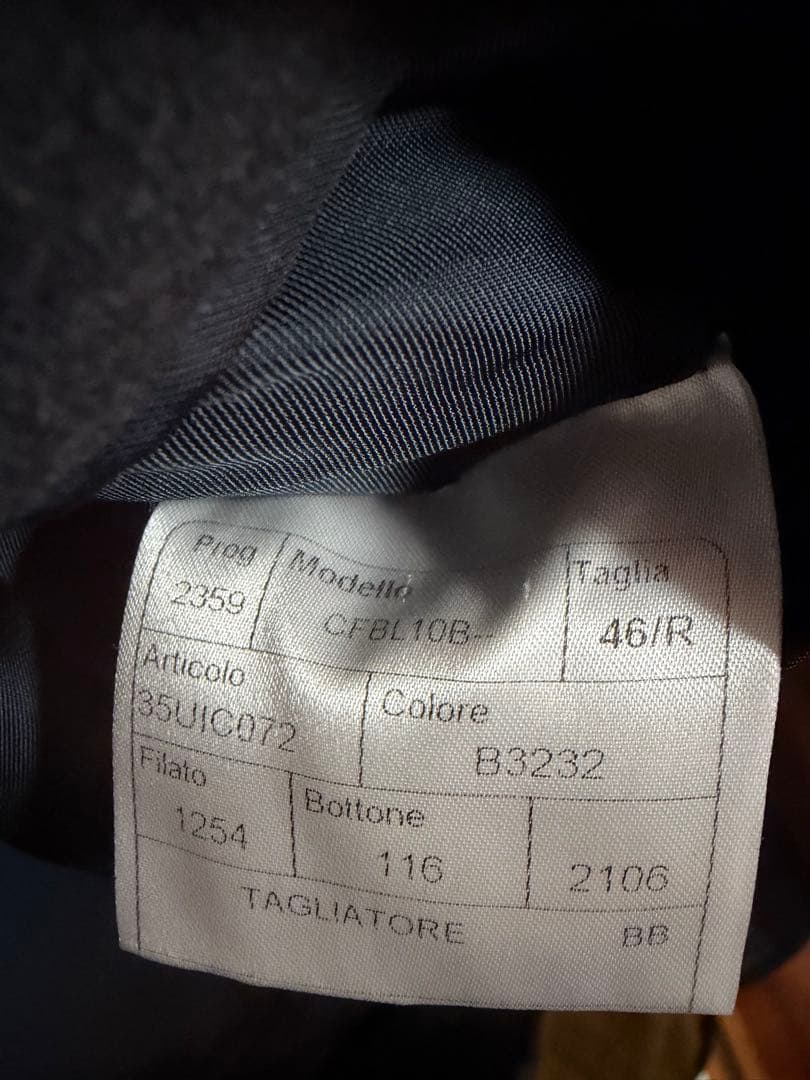 Prog Modello Taglia
2359 CFBL10B-- 46/R
Articolo Colore
35UIC072 B3232
Filato Bottone
1254 116 2106
TAGLIATORE BB